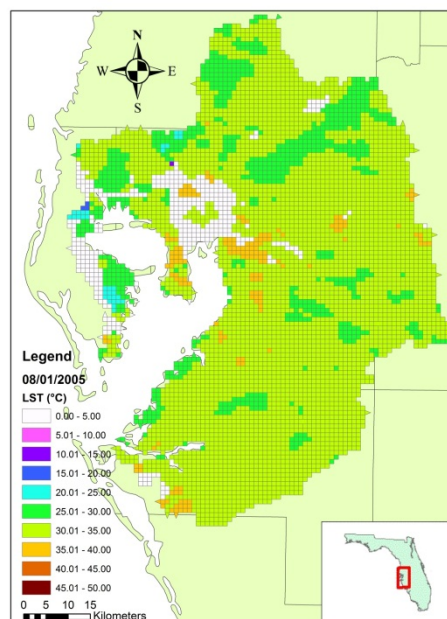 N
W E
S
Legend
08/01/2005
LST (°C)
0.00 - 5.00
5.01 - 10.00
10.01 - 15.00
15.01 - 20.00
20.01 - 25.00
25.01 - 30.00
30.01 - 35.00
35.01 - 40.00
40.01 - 45.00
45.01 - 50.00
0 5 10 15
Kilometers